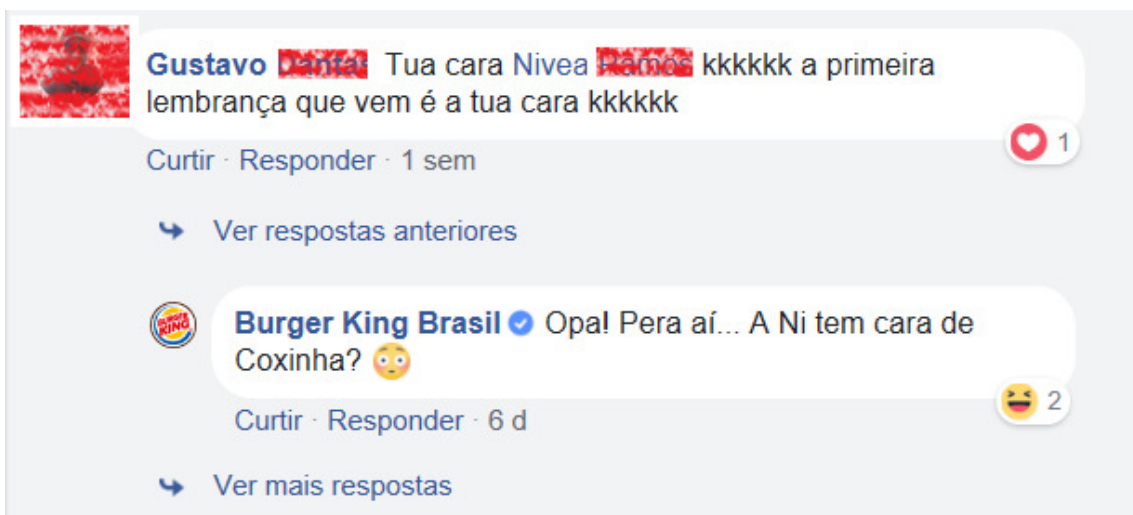 Gustavo Tua cara Nivea kkkkkk a primeira
lembrança que vem é a tua cara kkkkkk
1
Curtir · Responder · 1 sem
Ver respostas anteriores
BURGER KING
Burger King Brasil Opa! Pera aí... A Ni tem cara de
Coxinha? 😳
2
Curtir · Responder · 6 d
Ver mais respostas